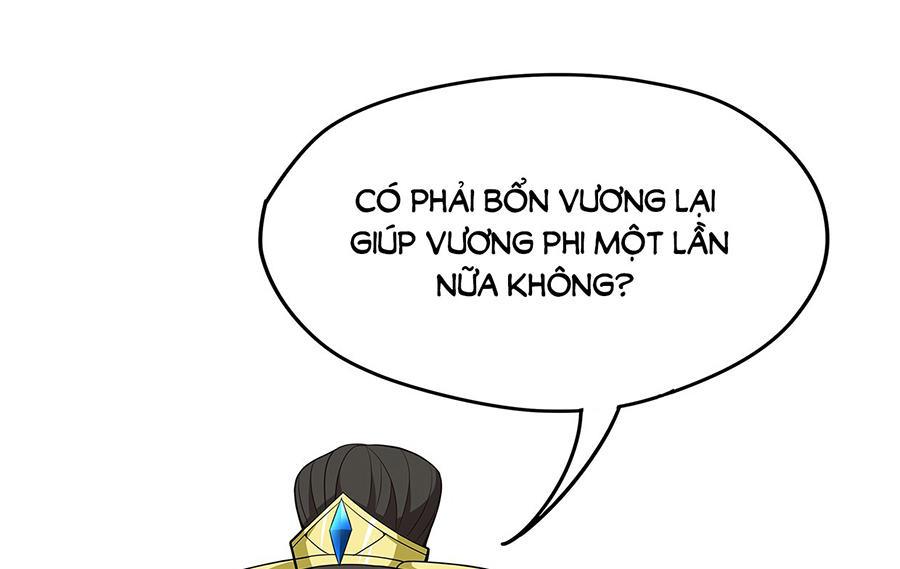 CÓ PHẢI BỔN VƯƠNG LẠI
GIÚP VƯƠNG PHI MỘT LẦN
NỮA KHÔNG?